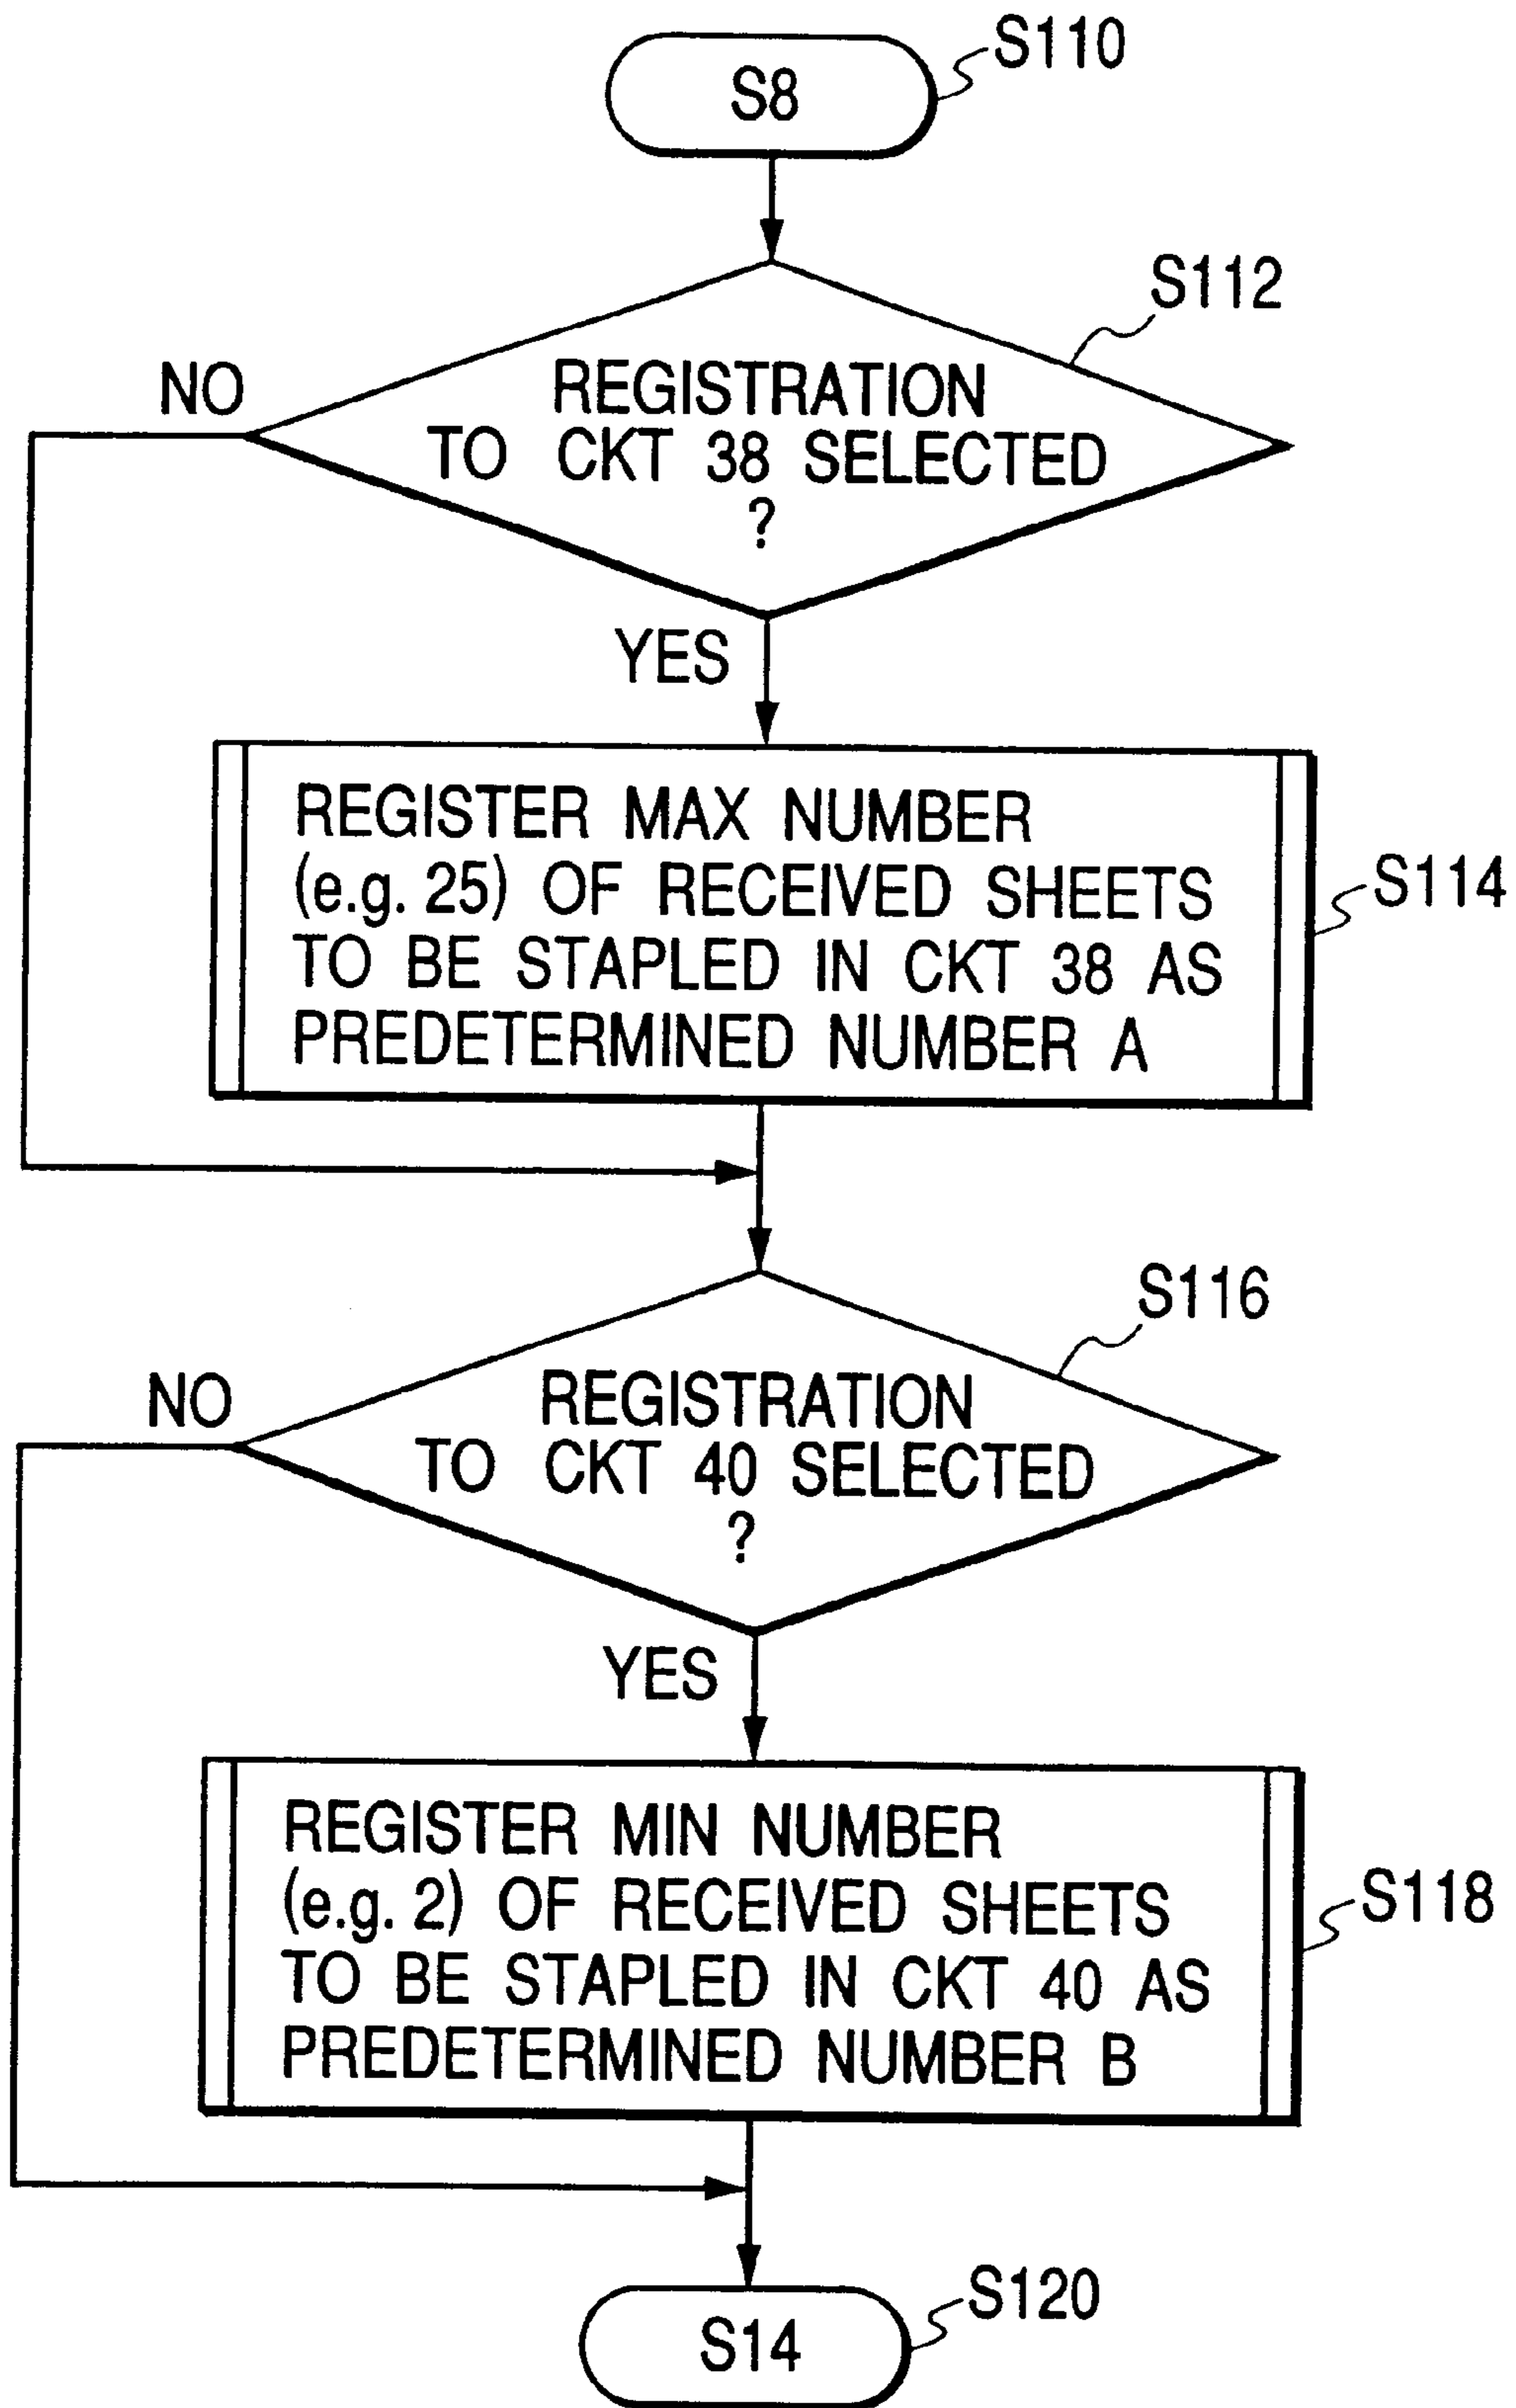 S110
S8
S112
NO
REGISTRATION
TO CKT 38 SELECTED
?
YES
REGISTER MAX NUMBER
(e.g. 25) OF RECEIVED SHEETS
TO BE STAPLED IN CKT 38 AS
PREDETERMINED NUMBER A
S114
S116
NO
REGISTRATION
TO CKT 40 SELECTED
?
YES
REGISTER MIN NUMBER
(e.g. 2) OF RECEIVED SHEETS
TO BE STAPLED IN CKT 40 AS
PREDETERMINED NUMBER B
S118
S120
S14